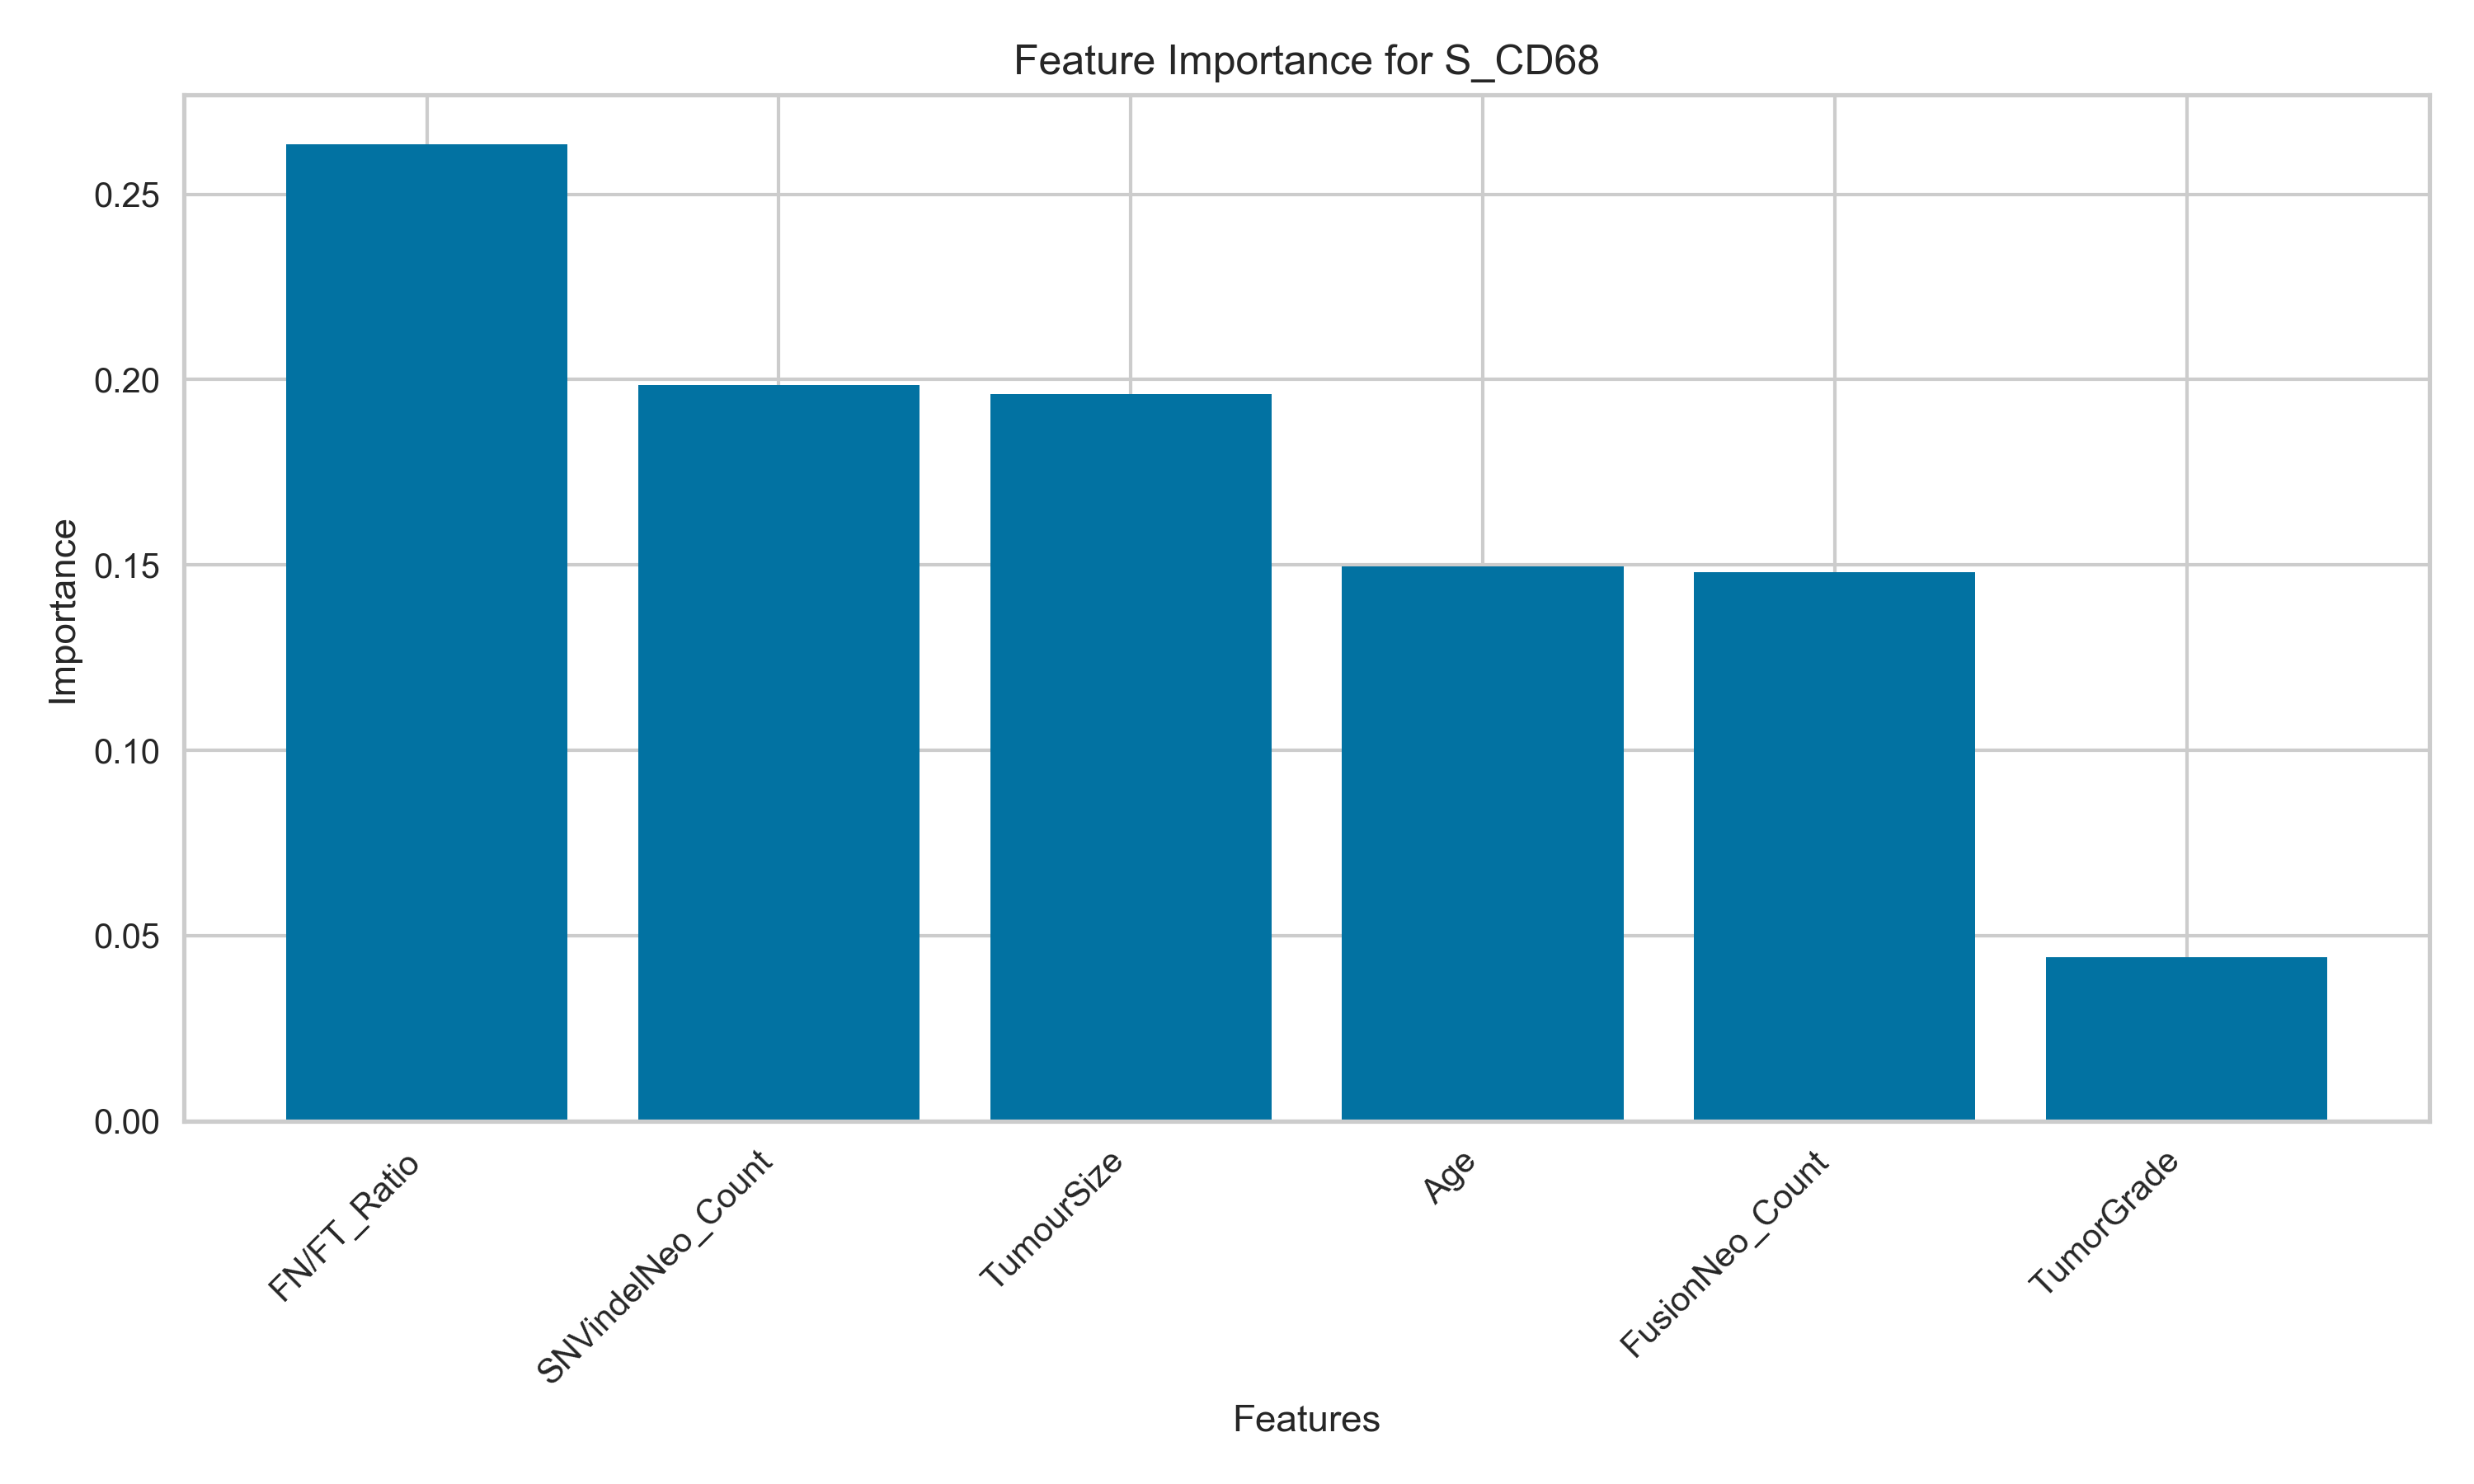 Feature Importance for S_CD68
Importance
0.25
0.20
0.15
0.10
0.05
0.00
FN/FT_Ratio
SNVindelNeo_Count
TumourSize
Age
FusionNeo_Count
TumorGrade
Features